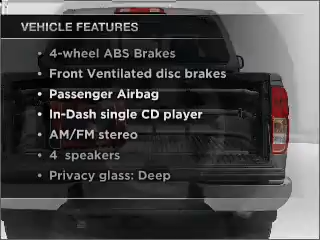 VEHICLE FEATURES
• 4-wheel ABS Brakes
• Front Ventilated disc brakes
• Passenger Airbag
• In-Dash single CD player
• AM/FM stereo
• 4 speakers
• Privacy glass: Deep